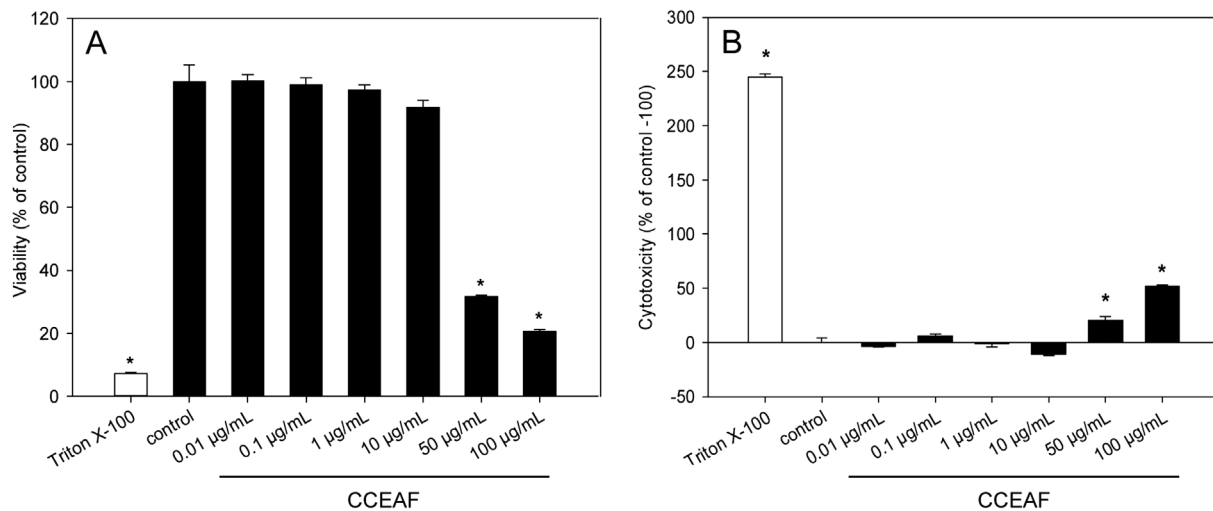 A
Viability (% of control)
120
100
80
60
40
20
0
*
*
*
Triton X-100
control
0.01 µg/mL
0.1 µg/mL
1 µg/mL
10 µg/mL
50 µg/mL
100 µg/mL
CCEAF
B
Cytotoxicity (% of control -100)
300
250
200
150
100
50
0
-50
*
*
*
Triton X-100
control
0.01 µg/mL
0.1 µg/mL
1 µg/mL
10 µg/mL
50 µg/mL
100 µg/mL
CCEAF